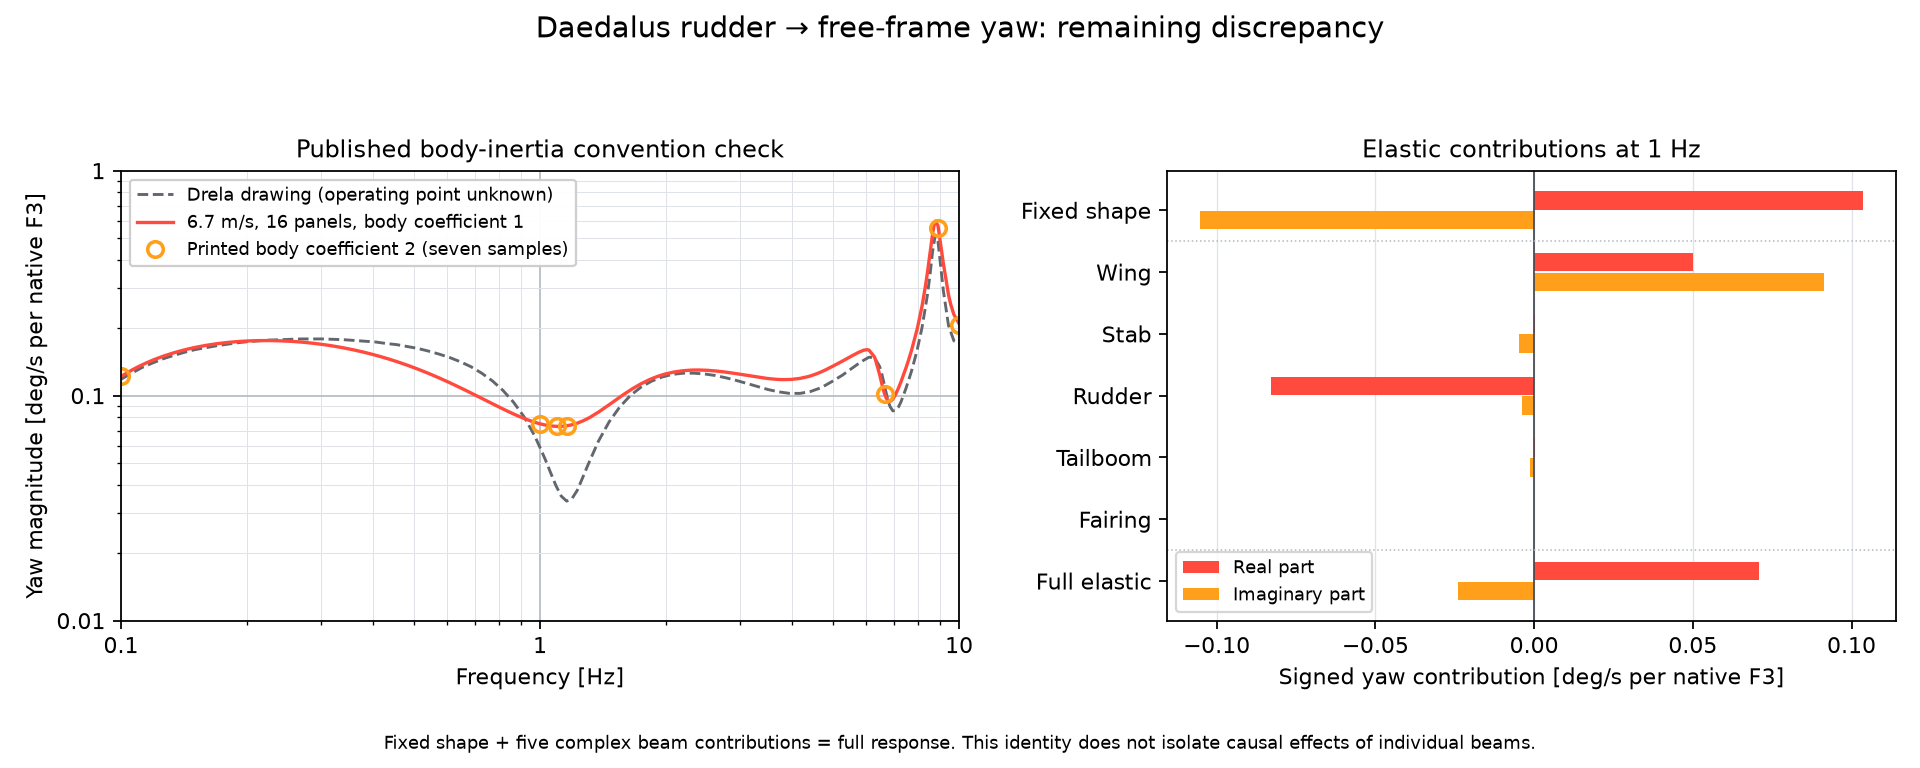 Daedalus rudder → free-frame yaw: remaining discrepancy
Published body-inertia convention check
Yaw magnitude [deg/s per native F3]
1
0.1
0.01
Drela drawing (operating point unknown)
6.7 m/s, 16 panels, body coefficient 1
Printed body coefficient 2 (seven samples)
0.1
1
10
Frequency [Hz]
Elastic contributions at 1 Hz
Fixed shape
Wing
Stab
Rudder
Tailboom
Fairing
Full elastic
Real part
Imaginary part
−0.10
−0.05
0.00
0.05
0.10
Signed yaw contribution [deg/s per native F3]
Fixed shape + five complex beam contributions = full response. This identity does not isolate causal effects of individual beams.